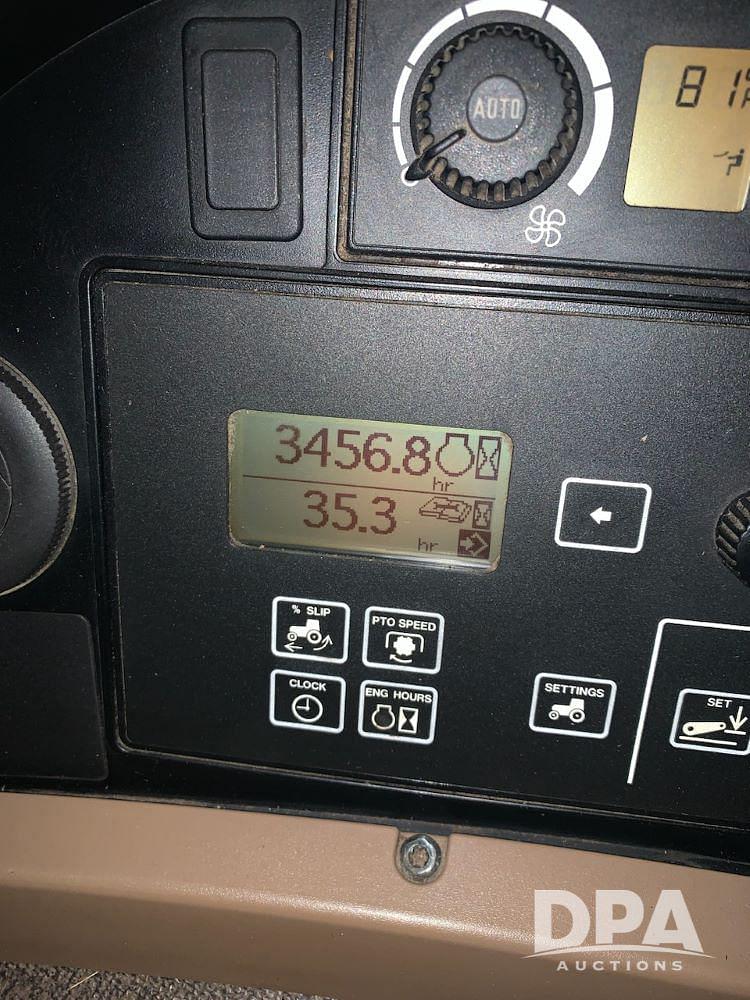 AUTO
81
3456.8
hr
35.3
hr
% SLIP
PTO SPEED
CLOCK
ENG HOURS
SETTINGS
SET
DPA
AUCTIONS